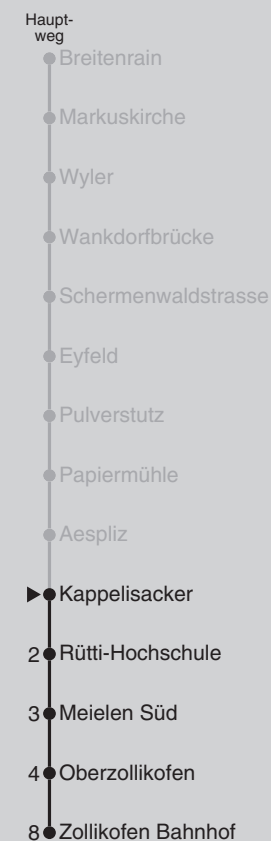 Haupt-
weg
Breitenrain
Markuskirche
Wyler
Wankdorfbrücke
Schermenwaldstrasse
Eyfeld
Pulverstutz
Papiermühle
Aespliz
Kappelisacker
2 Rütti-Hochschule
3 Meielen Süd
4 Oberzollikofen
8 Zollikofen Bahnhof